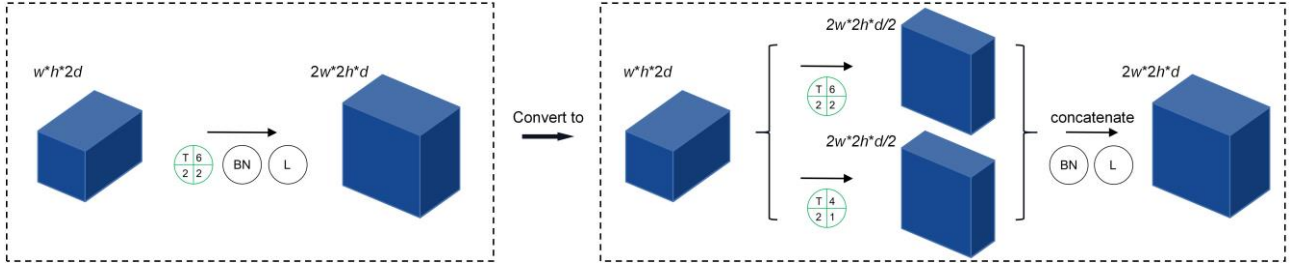 w*h*2d
2w*2h*d
T 6
2 2
BN
L
Convert to
w*h*2d
2w*2h*d/2
T 6
2 2
2w*2h*d/2
T 4
2 1
concatenate
BN
L
2w*2h*d